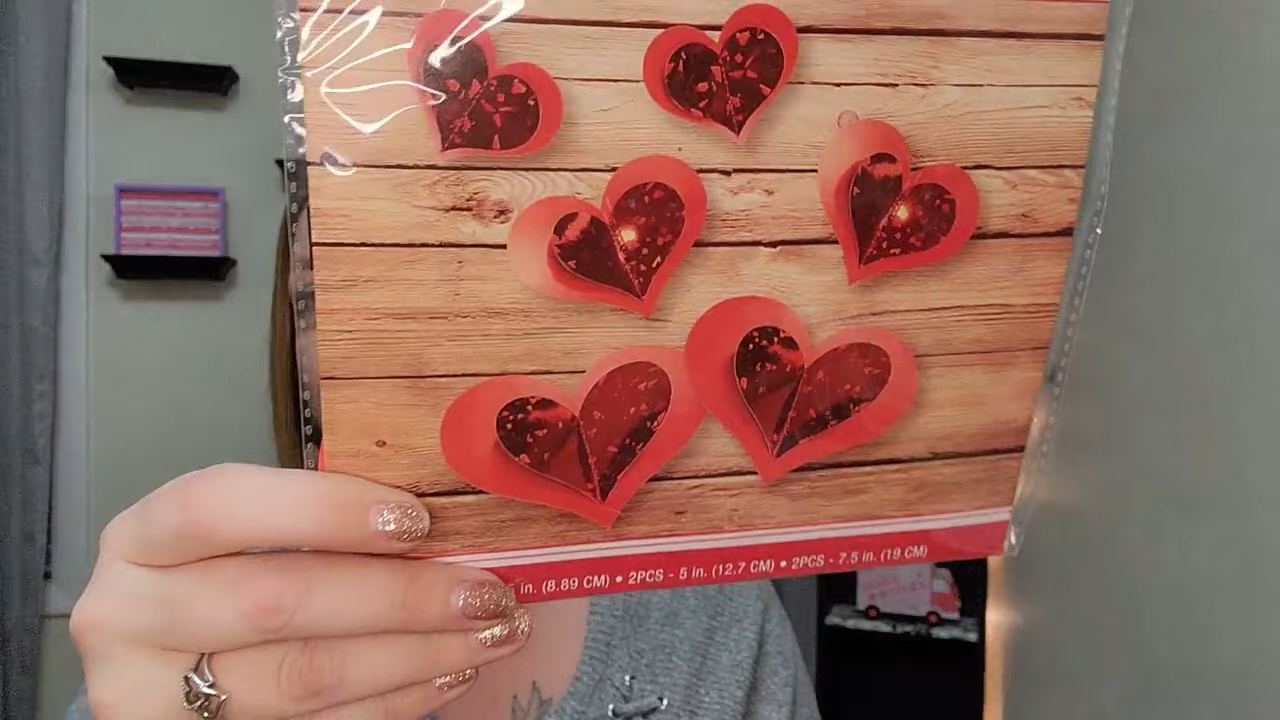 in. (8.89 CM) • 2PCS - 5 in. (12.7 CM) • 2PCS - 7.5 in. (19 CM)